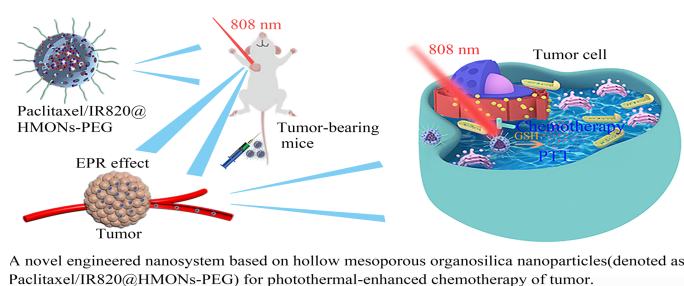 808 nm
Paclitaxel/IR820@
HMONs-PEG
Tumor-bearing
mice
EPR effect
Tumor
808 nm
Tumor cell
Chemotherapy
GSH
PTT
A novel engineered nanosystem based on hollow mesoporous organosilica nanoparticles(denoted as
Paclitaxel/IR820@HMONs-PEG) for photothermal-enhanced chemotherapy of tumor.